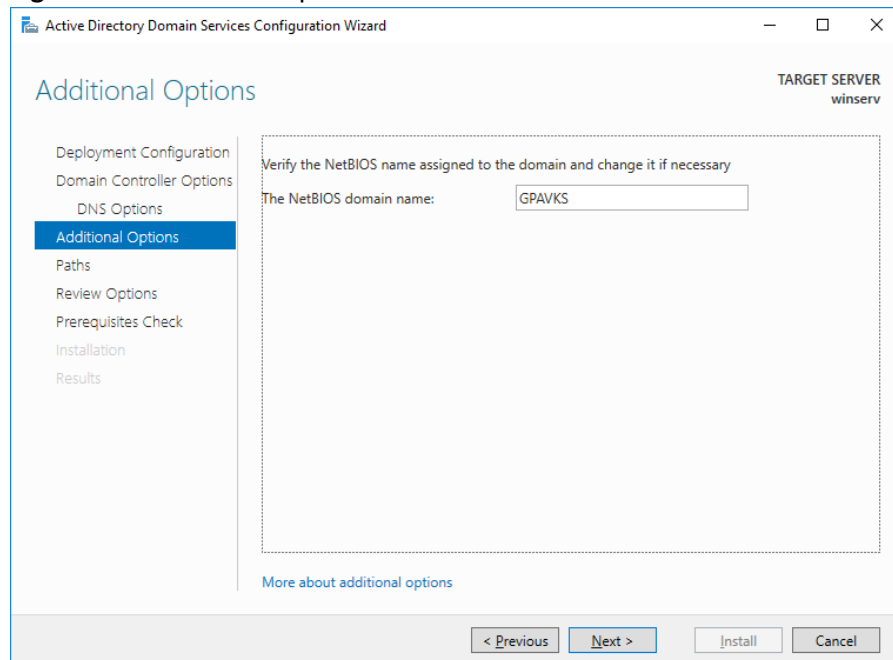 Active Directory Domain Services Configuration Wizard
Additional Options
TARGET SERVER
winserv
Deployment Configuration
Domain Controller Options
DNS Options
Additional Options
Paths
Review Options
Prerequisites Check
Installation
Results
Verify the NetBIOS name assigned to the domain and change it if necessary
The NetBIOS domain name: GPAVKS
More about additional options
< Previous Next > Install Cancel